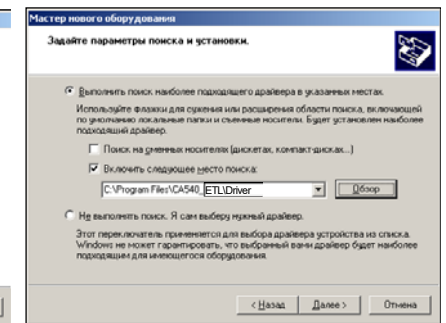 Мастер нового оборудования
Задайте параметры поиска и установки.
Выполнить поиск наиболее подходящего драйвера в указанных местах.
Используйте флажки для сужения или расширения области поиска, включающей
по умолчанию локальные папки и съемные носители. Будет установлен наиболее
подходящий драйвер.
Поиск на сменных носителях (дискетах, компакт-дисках...)
Включить следующее место поиска:
C:\Program Files\CA540_ETL\Driver
Обзор
Не выполнять поиск. Я сам выберу нужный драйвер.
Этот переключатель применяется для выбора драйвера устройства из списка.
Windows не может гарантировать, что выбранный вами драйвер будет наиболее
подходящим для имеющегося оборудования.
< Назад
Далее >
Отмена